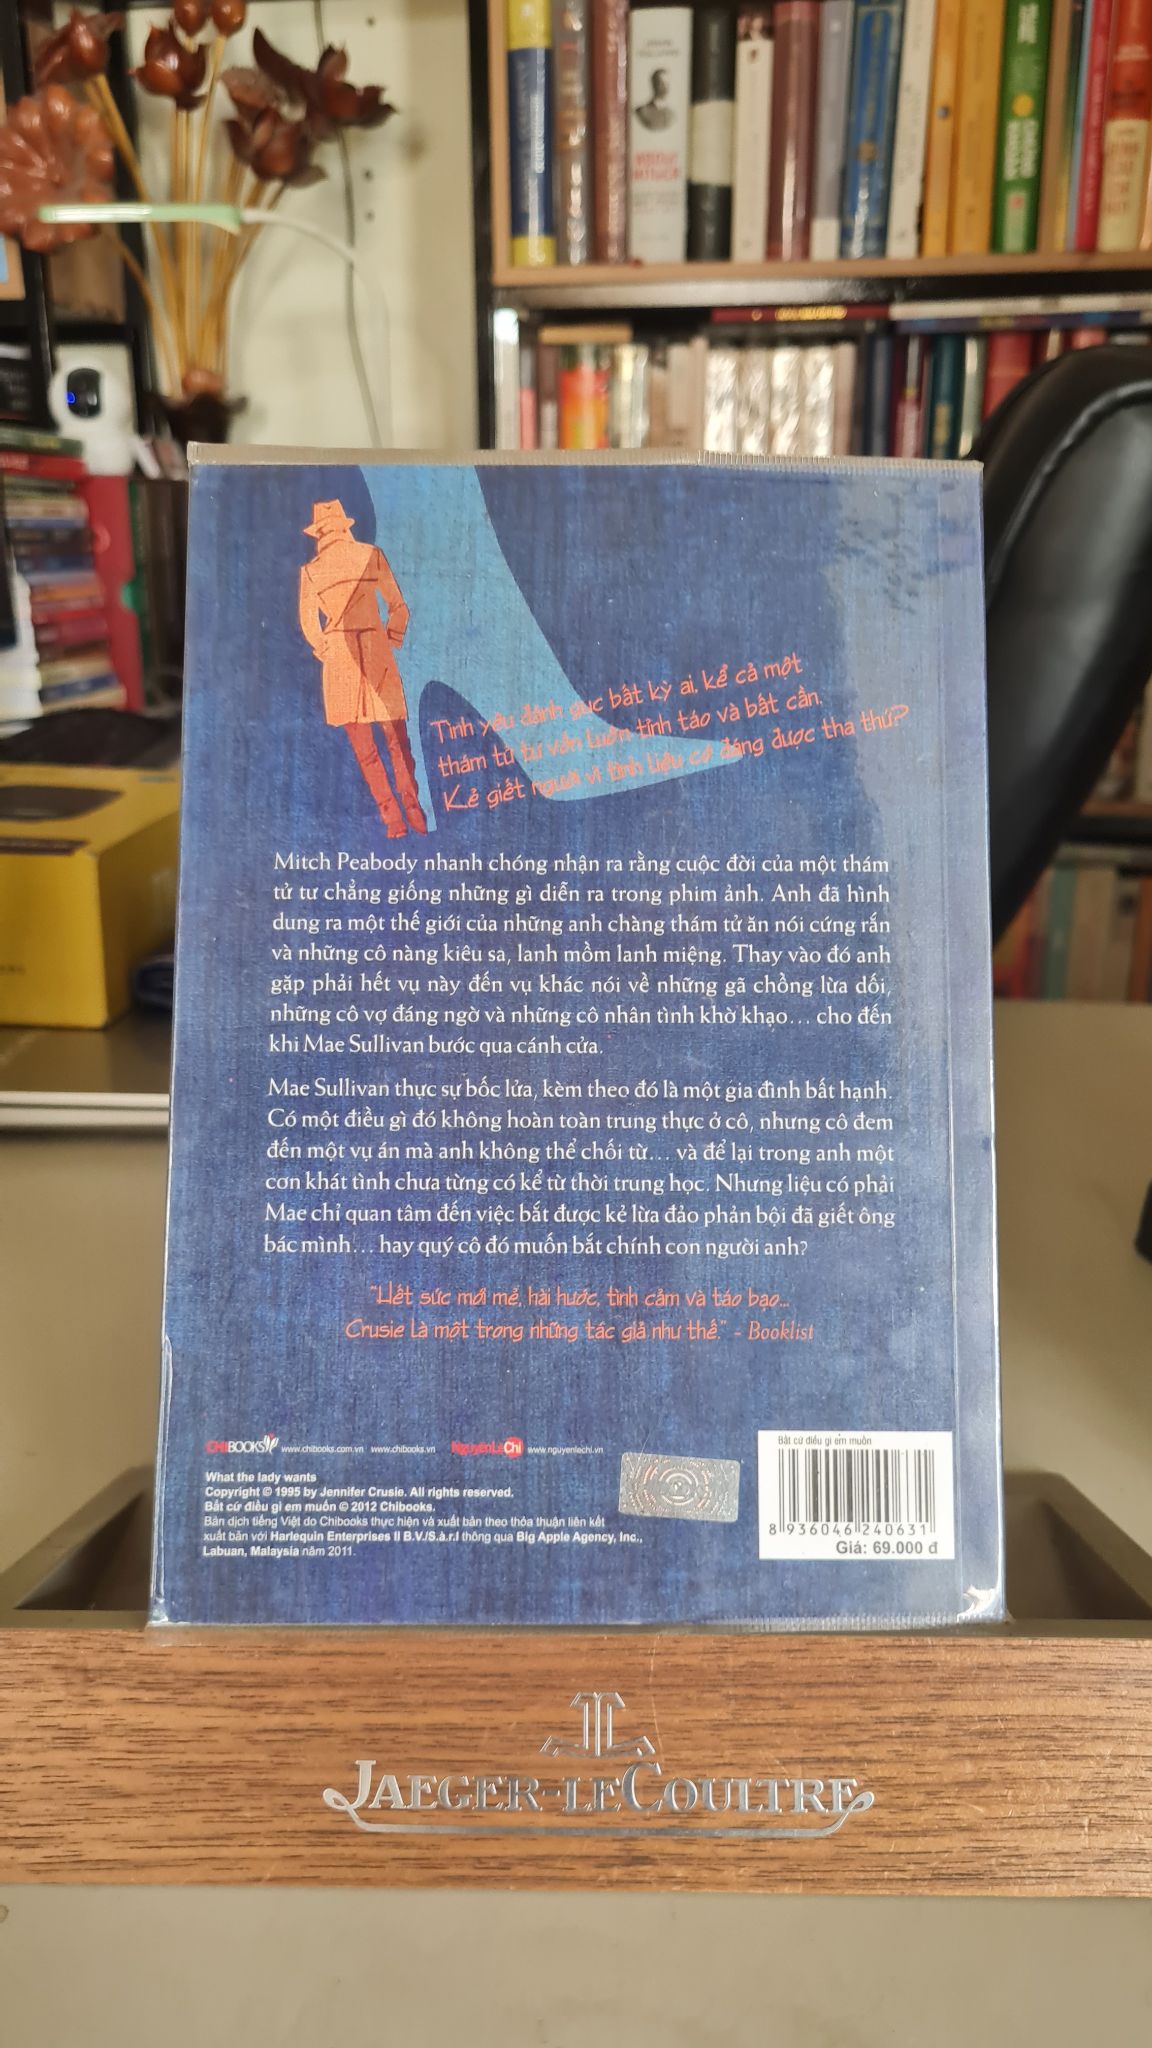 Tình yêu đánh gục bất kỳ ai, kể cả một
thám tử tư vấn luôn tỉnh táo và bất cần.
Kẻ giết người vì tình liệu có đáng được tha thứ?
Mitch Peabody nhanh chóng nhận ra rằng cuộc đời của một thám
tử tư chẳng giống những gì diễn ra trong phim ảnh. Anh đã hình
dung ra một thế giới của những anh chàng thám tử ăn nói cứng rắn
và những cô nàng kiêu sa, lanh mồm lanh miệng. Thay vào đó anh
gặp phải hết vụ này đến vụ khác nói về những gã chồng lừa dối,
những cô vợ đáng ngờ và những cô nhân tình khờ khạo... cho đến
khi Mae Sullivan bước qua cánh cửa.
Mae Sullivan thực sự bốc lửa, kèm theo đó là một gia đình bất hạnh.
Có một điều gì đó không hoàn toàn trung thực ở cô, nhưng cô đem
đến một vụ án mà anh không thể chối từ... và để lại trong anh một
cơn khát tình chưa từng có kể từ thời trung học. Nhưng liệu có phải
Mae chỉ quan tâm đến việc bắt được kẻ lừa đảo phản bội đã giết ông
bác mình... hay quý cô đó muốn bắt chính con người anh?
"Hết sức mới mẻ, hài hước, tình cảm và táo bạo...
Crusie là một trong những tác giả như thế." - Booklist
CHIBOOKS www.chibooks.com.vn www.chibooks.vn NguyenLeChi www.nguyenlechi.vn
What the lady wants
Copyright © 1995 by Jennifer Crusie. All rights reserved.
Bất cứ điều gì em muốn © 2012 Chibooks.
Bản dịch tiếng Việt do Chibooks thực hiện và xuất bản theo thỏa thuận liên kết
xuất bản với Harlequin Enterprises II B.V./S.à.r.l thông qua Big Apple Agency, Inc.,
Labuan, Malaysia năm 2011.
Bất cứ điều gì em muốn
8 936046 240631
Giá: 69.000 đ
JL
JAEGER-LECOULTRE